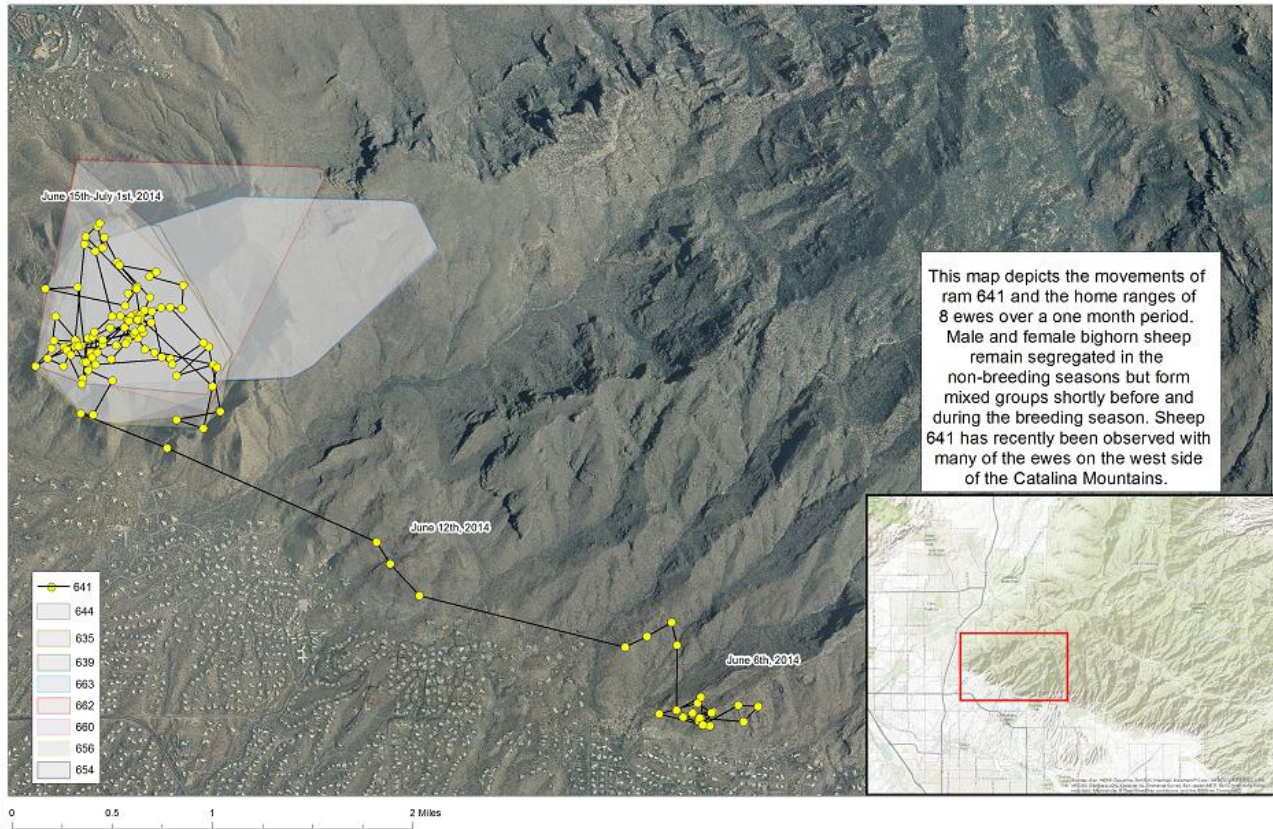 June 15th-July 1st, 2014
This map depicts the movements of
ram 641 and the home ranges of
8 ewes over a one month period.
Male and female bighorn sheep
remain segregated in the
non-breeding seasons but form
mixed groups shortly before and
during the breeding season. Sheep
641 has recently been observed with
many of the ewes on the west side
of the Catalina Mountains.
June 12th, 2014
June 6th, 2014
641
644
635
639
663
662
660
656
654
0 0.5 1 2 Miles